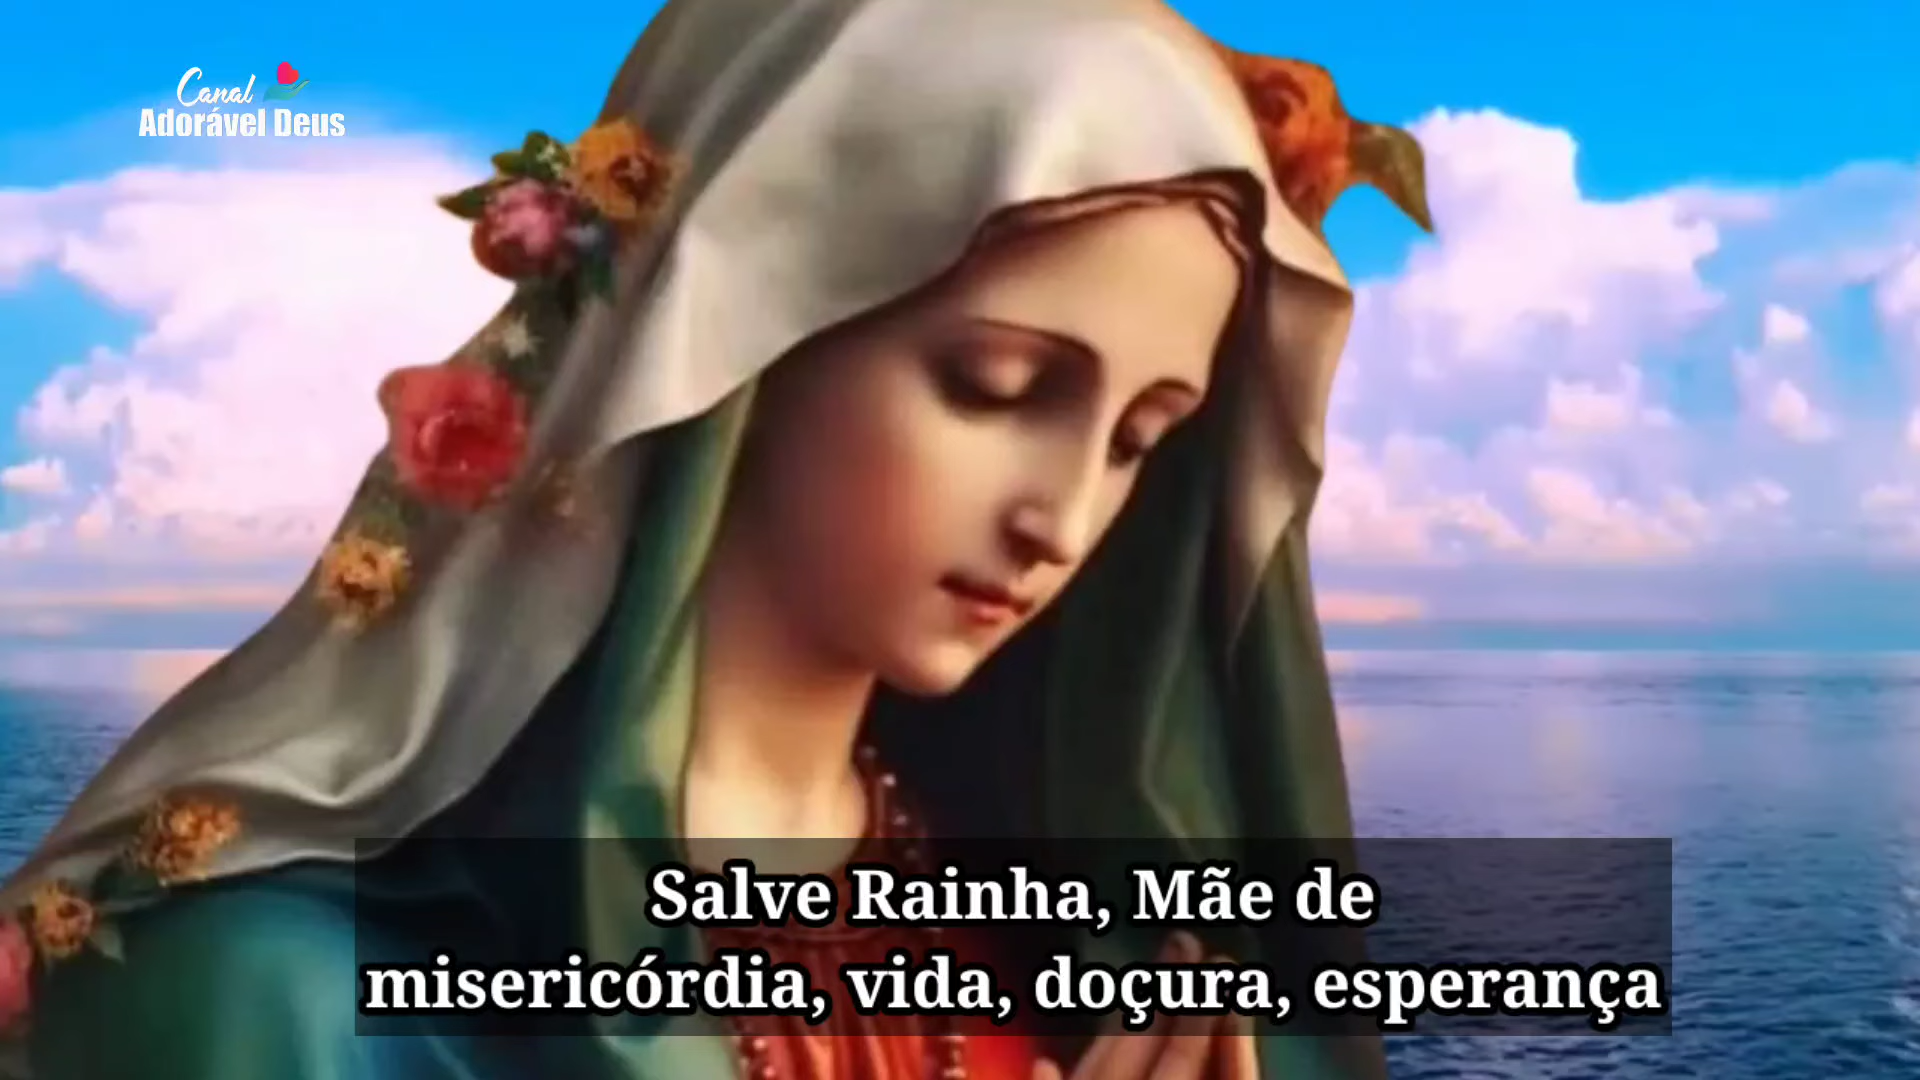 Canal
Adorável Deus
Salve Rainha, Mãe de
misericórdia, vida, doçura, esperança